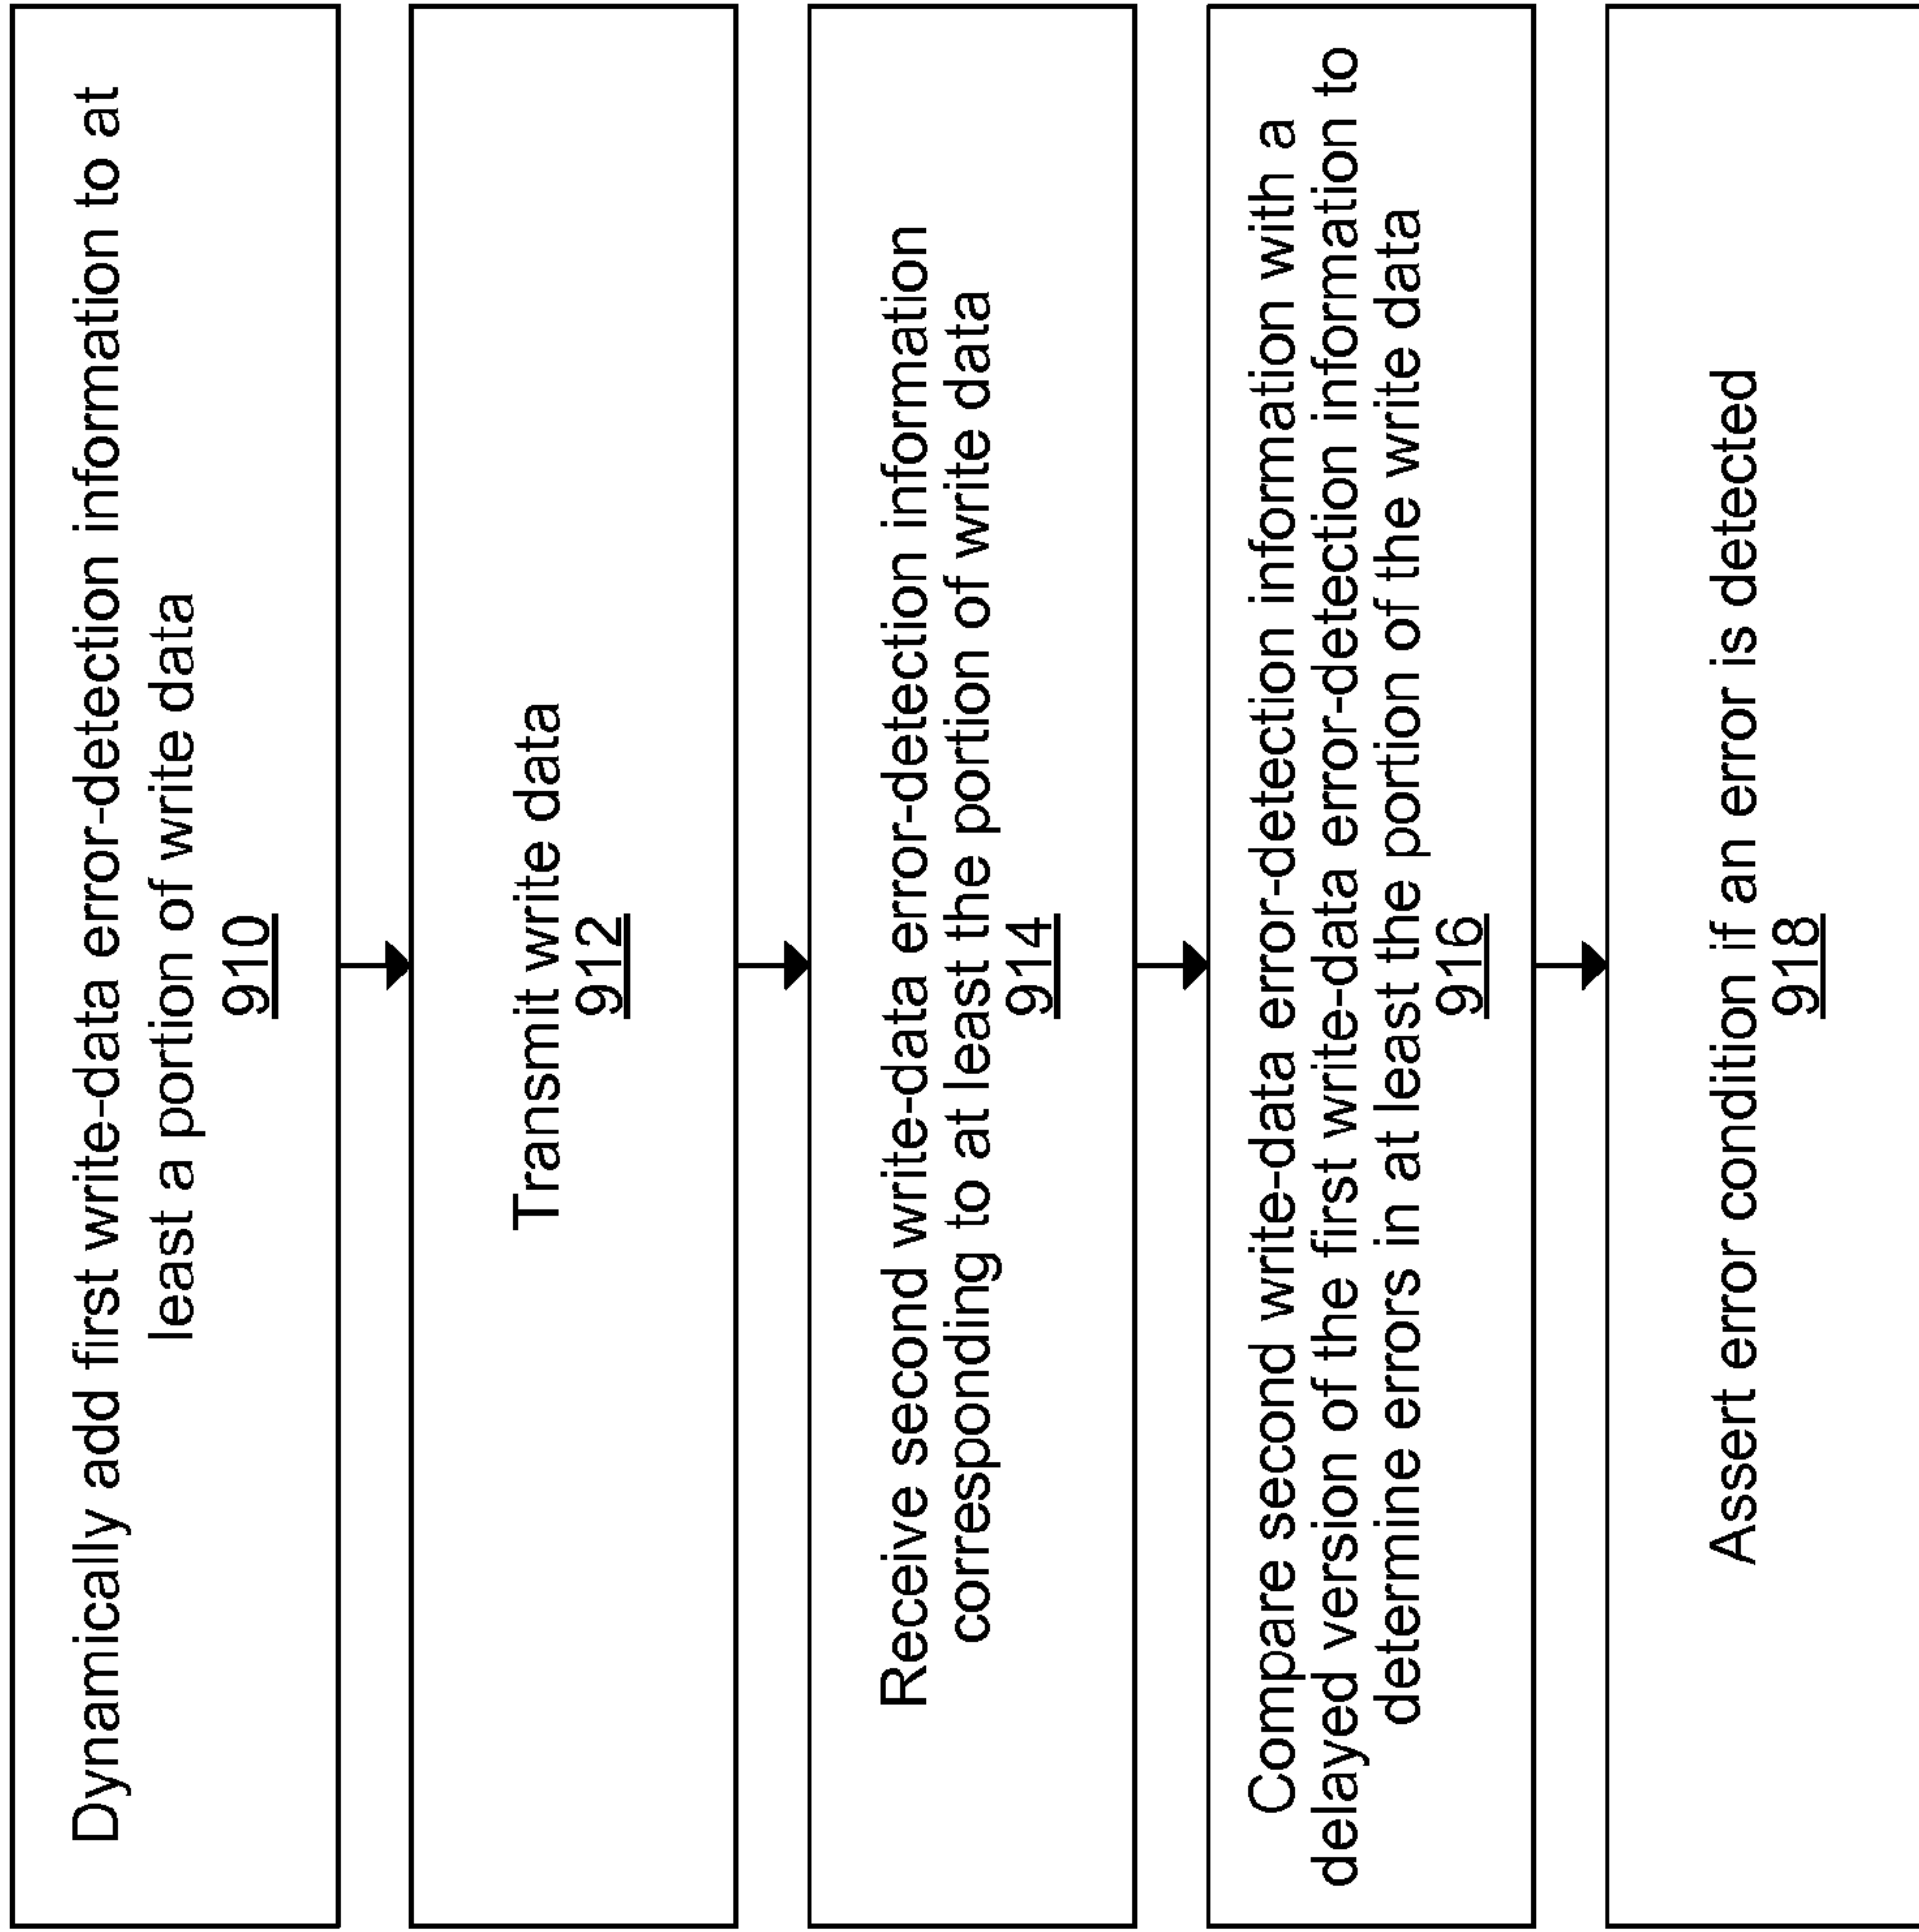 Dynamically add first write-data error-detection information to at
least a portion of write data
910
Transmit write data
912
Receive second write-data error-detection information
corresponding to at least the portion of write data
914
Compare second write-data error-detection information with a
delayed version of the first write-data error-detection information to
determine errors in at least the portion of the write data
916
Assert error condition if an error is detected
918